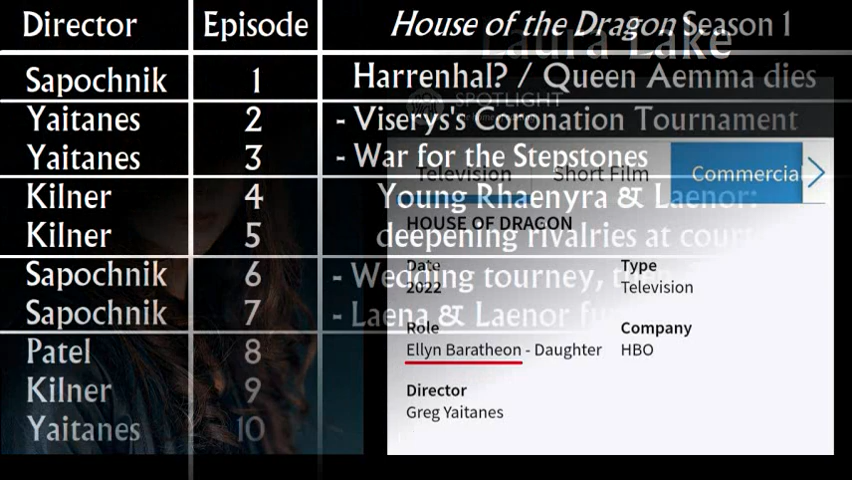 Director Episode House of the Dragon Season 1
Laura Lake
Sapochnik 1 Harrenhal? / Queen Aemma dies
SPOTLIGHT
Yaitanes 2 - Viserys's Coronation Tournament
Yaitanes 3 - War for the Stepstones
Television Short Film Commercial
Kilner 4 Young Rhaenyra & Laenor:
HOUSE OF DRAGON
Kilner 5 deepening rivalries at court
Date Type
Sapochnik 6 - Wedding tourney,
2022 Television
Sapochnik 7 - Laena & Laenor
Role Company
Patel 8
Ellyn Baratheon - Daughter HBO
Kilner 9
Director
Greg Yaitanes
Yaitanes 10